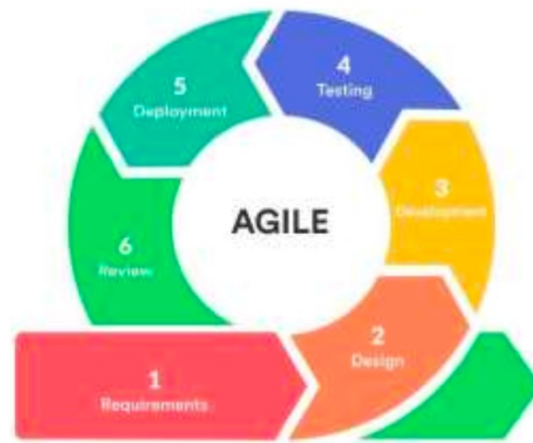 5
Deployment
4
Testing
AGILE
3
Development
6
Review
2
Design
1
Requirements